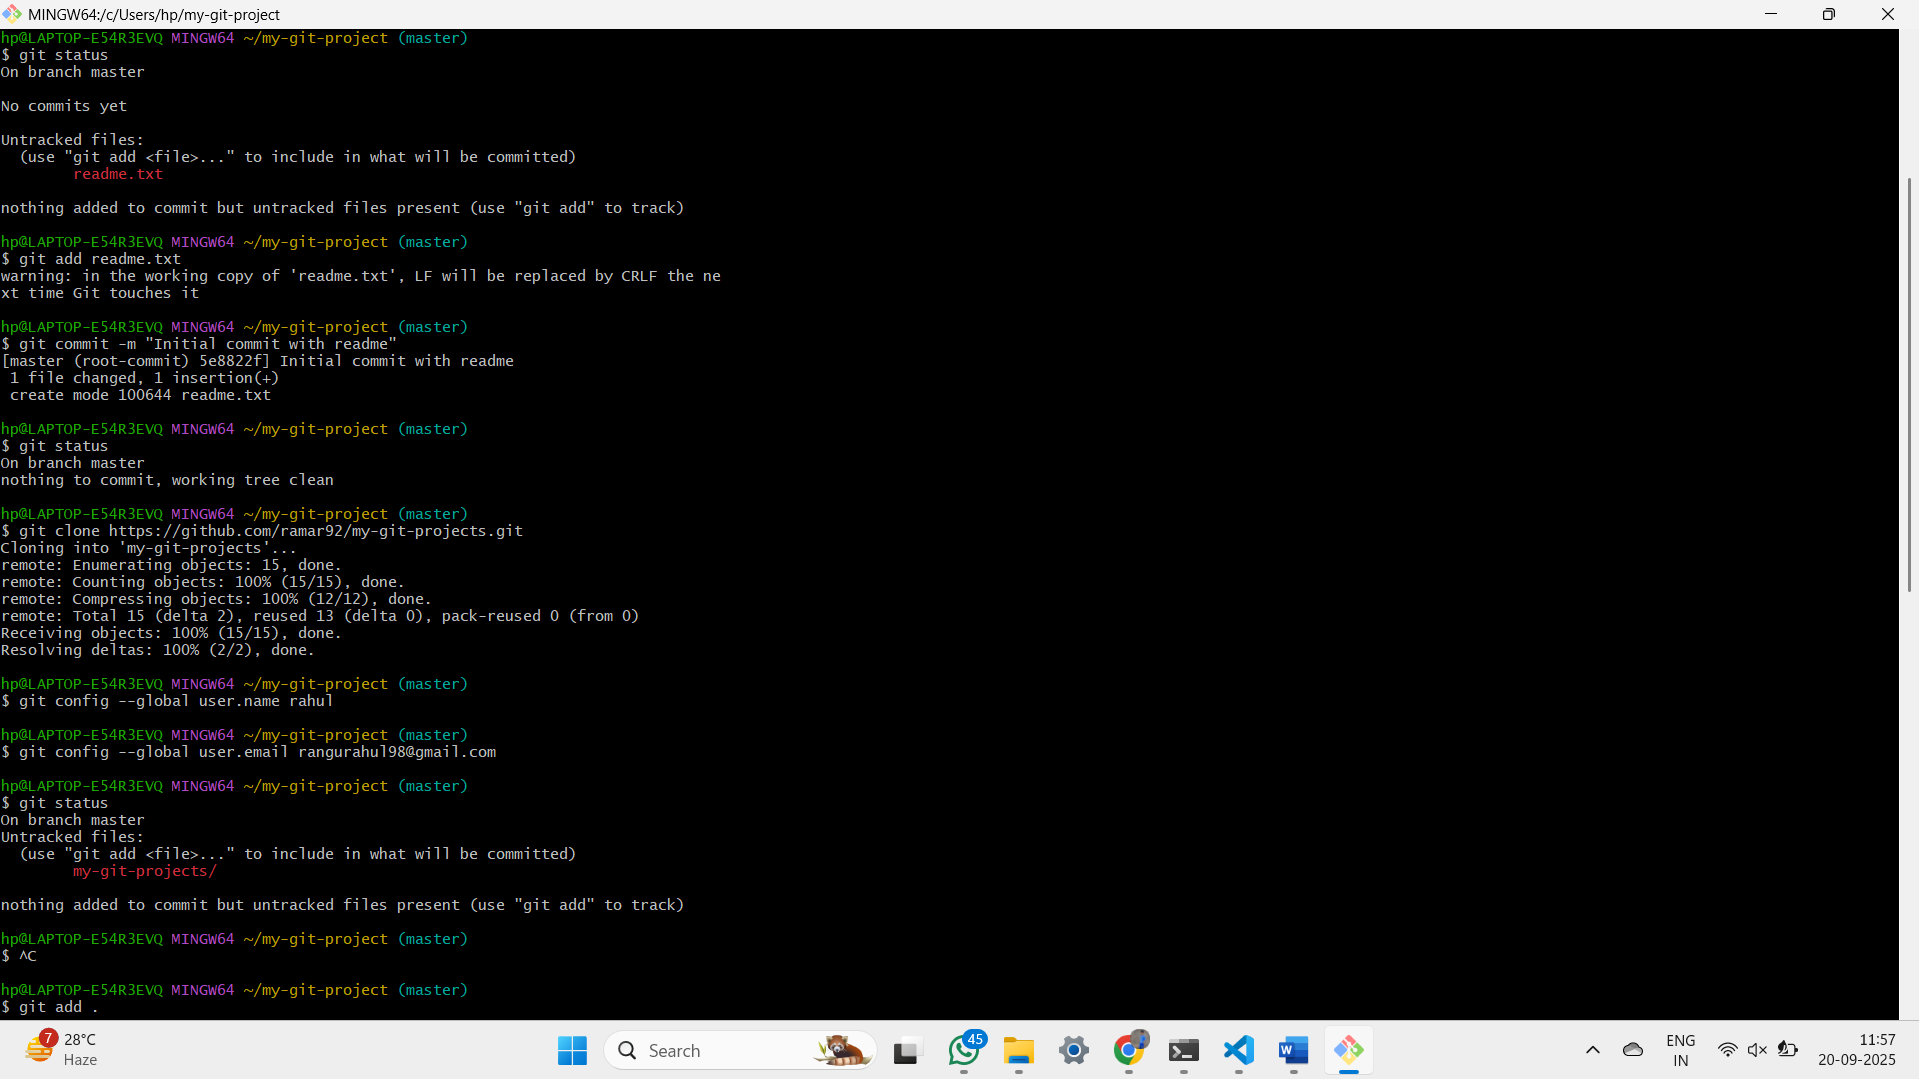 MINGW64:/c/Users/hp/my-git-project
hp@LAPTOP-E54R3EVQ MINGW64 ~/my-git-project (master)
$ git status
On branch master
No commits yet
Untracked files:
  (use "git add <file>..." to include in what will be committed)
        readme.txt
nothing added to commit but untracked files present (use "git add" to track)
hp@LAPTOP-E54R3EVQ MINGW64 ~/my-git-project (master)
$ git add readme.txt
warning: in the working copy of 'readme.txt', LF will be replaced by CRLF the ne
xt time Git touches it
hp@LAPTOP-E54R3EVQ MINGW64 ~/my-git-project (master)
$ git commit -m "Initial commit with readme"
[master (root-commit) 5e8822f] Initial commit with readme
 1 file changed, 1 insertion(+)
 create mode 100644 readme.txt
hp@LAPTOP-E54R3EVQ MINGW64 ~/my-git-project (master)
$ git status
On branch master
nothing to commit, working tree clean
hp@LAPTOP-E54R3EVQ MINGW64 ~/my-git-project (master)
$ git clone https://github.com/ramar92/my-git-projects.git
Cloning into 'my-git-projects'...
remote: Enumerating objects: 15, done.
remote: Counting objects: 100% (15/15), done.
remote: Compressing objects: 100% (12/12), done.
remote: Total 15 (delta 2), reused 13 (delta 0), pack-reused 0 (from 0)
Receiving objects: 100% (15/15), done.
Resolving deltas: 100% (2/2), done.
hp@LAPTOP-E54R3EVQ MINGW64 ~/my-git-project (master)
$ git config --global user.name rahul
hp@LAPTOP-E54R3EVQ MINGW64 ~/my-git-project (master)
$ git config --global user.email rangurahul98@gmail.com
hp@LAPTOP-E54R3EVQ MINGW64 ~/my-git-project (master)
$ git status
On branch master
Untracked files:
  (use "git add <file>..." to include in what will be committed)
        my-git-projects/
nothing added to commit but untracked files present (use "git add" to track)
hp@LAPTOP-E54R3EVQ MINGW64 ~/my-git-project (master)
$ ^C
hp@LAPTOP-E54R3EVQ MINGW64 ~/my-git-project (master)
$ git add .
7
28°C
Haze
Search
45
W
ENG
IN
11:57
20-09-2025